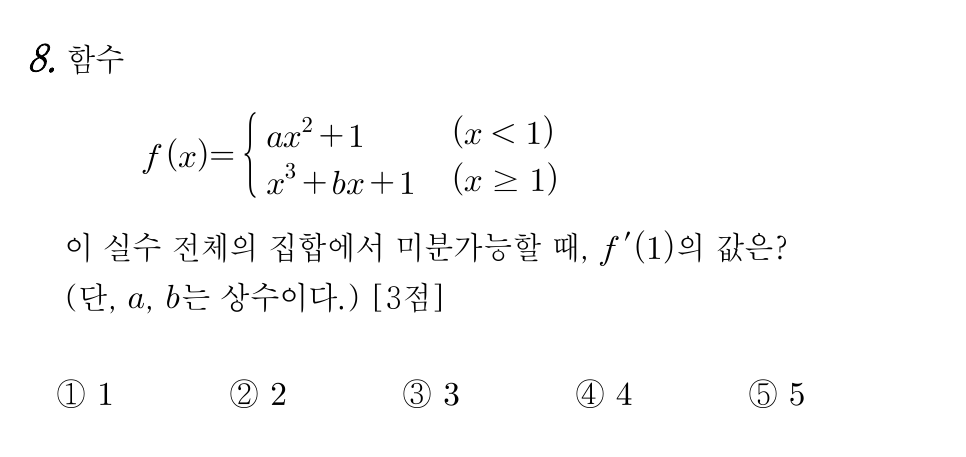 8. 함수
f(x)= { ax²+1 (x < 1)
x³+bx+1 (x ≥ 1)
이 실수 전체의 집합에서 미분가능할 때, f′(1)의 값은?
(단, a, b는 상수이다.) [3점]
① 1 ② 2 ③ 3 ④ 4 ⑤ 5